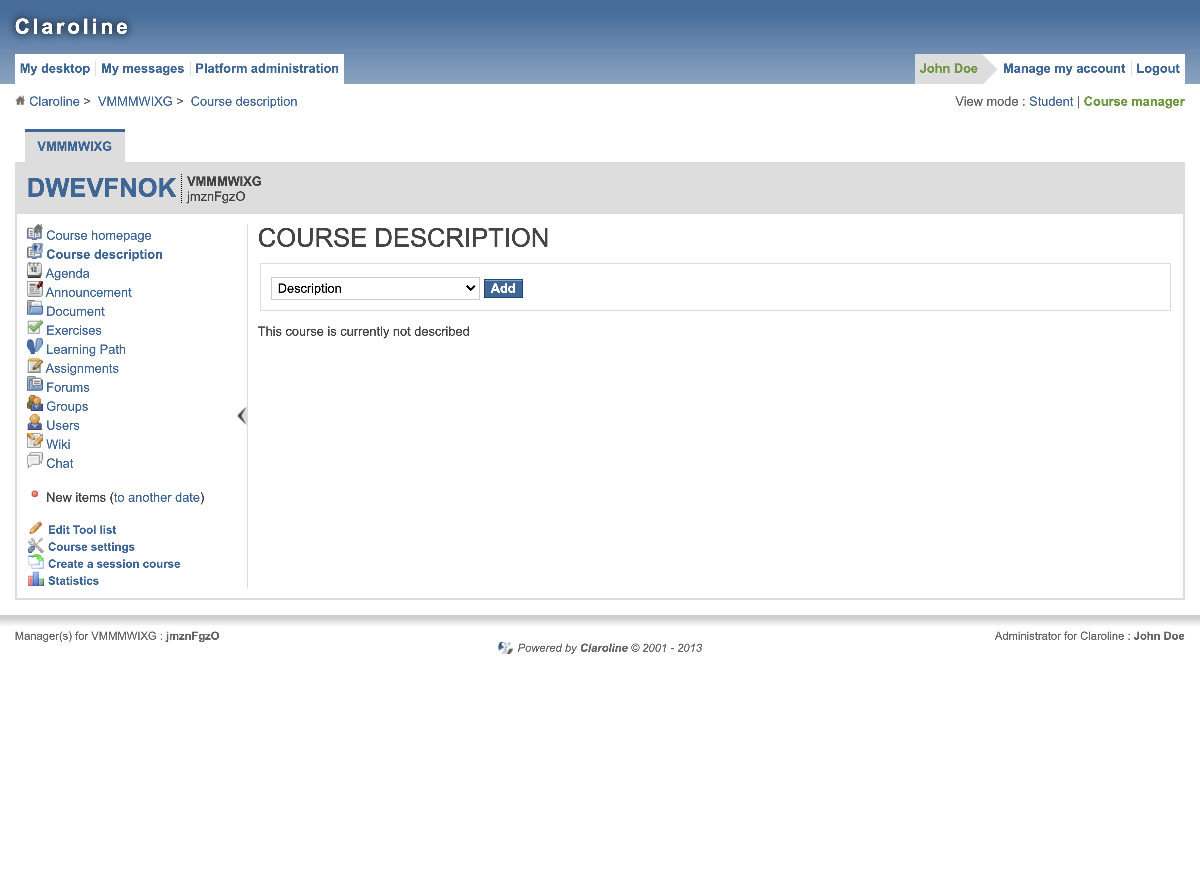 Claroline
My desktop My messages Platform administration John Doe Manage my account Logout
Claroline > VMMMWIXG > Course description View mode : Student | Course manager
VMMMWIXG
DWEVFNOK
VMMMWIXG
jmznFgzO
Course homepage
Course description
Agenda
Announcement
Document
Exercises
Learning Path
Assignments
Forums
Groups
Users
Wiki
Chat
New items (to another date)
Edit Tool list
Course settings
Create a session course
Statistics
COURSE DESCRIPTION
Description Add
This course is currently not described
Manager(s) for VMMMWIXG : jmznFgzO
Powered by Claroline © 2001 - 2013
Administrator for Claroline : John Doe